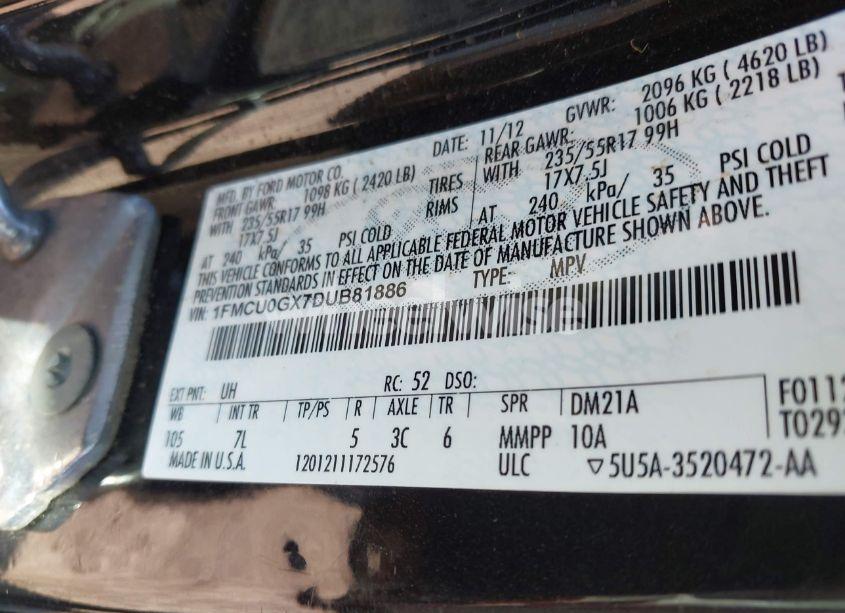 MFD. BY FORD MOTOR CO.
DATE: 11/12
GVWR: 2096 KG ( 4620 LB)
FRONT GAWR: 1098 KG ( 2420 LB)
REAR GAWR: 1006 KG ( 2218 LB)
WITH 235/55R17 99H TIRES
WITH 235/55R17 99H
17X7.5J RIMS
17X7.5J
AT 240 kPa/ 35 PSI COLD
AT 240 kPa/ 35 PSI COLD
THIS VEHICLE CONFORMS TO ALL APPLICABLE FEDERAL MOTOR VEHICLE SAFETY AND THEFT
PREVENTION STANDARDS IN EFFECT ON THE DATE OF MANUFACTURE SHOWN ABOVE.
VIN: 1FMCU0GX7DUB81886
TYPE: MPV
EXT PNT: UH RC: 52 DSO:
WB INT TR TP/PS R AXLE TR SPR DM21A
105 7L 5 3C 6 MMPP 10A
MADE IN U.S.A. 1201211172576 ULC ▽5U5A-3520472-AA
F011
T029